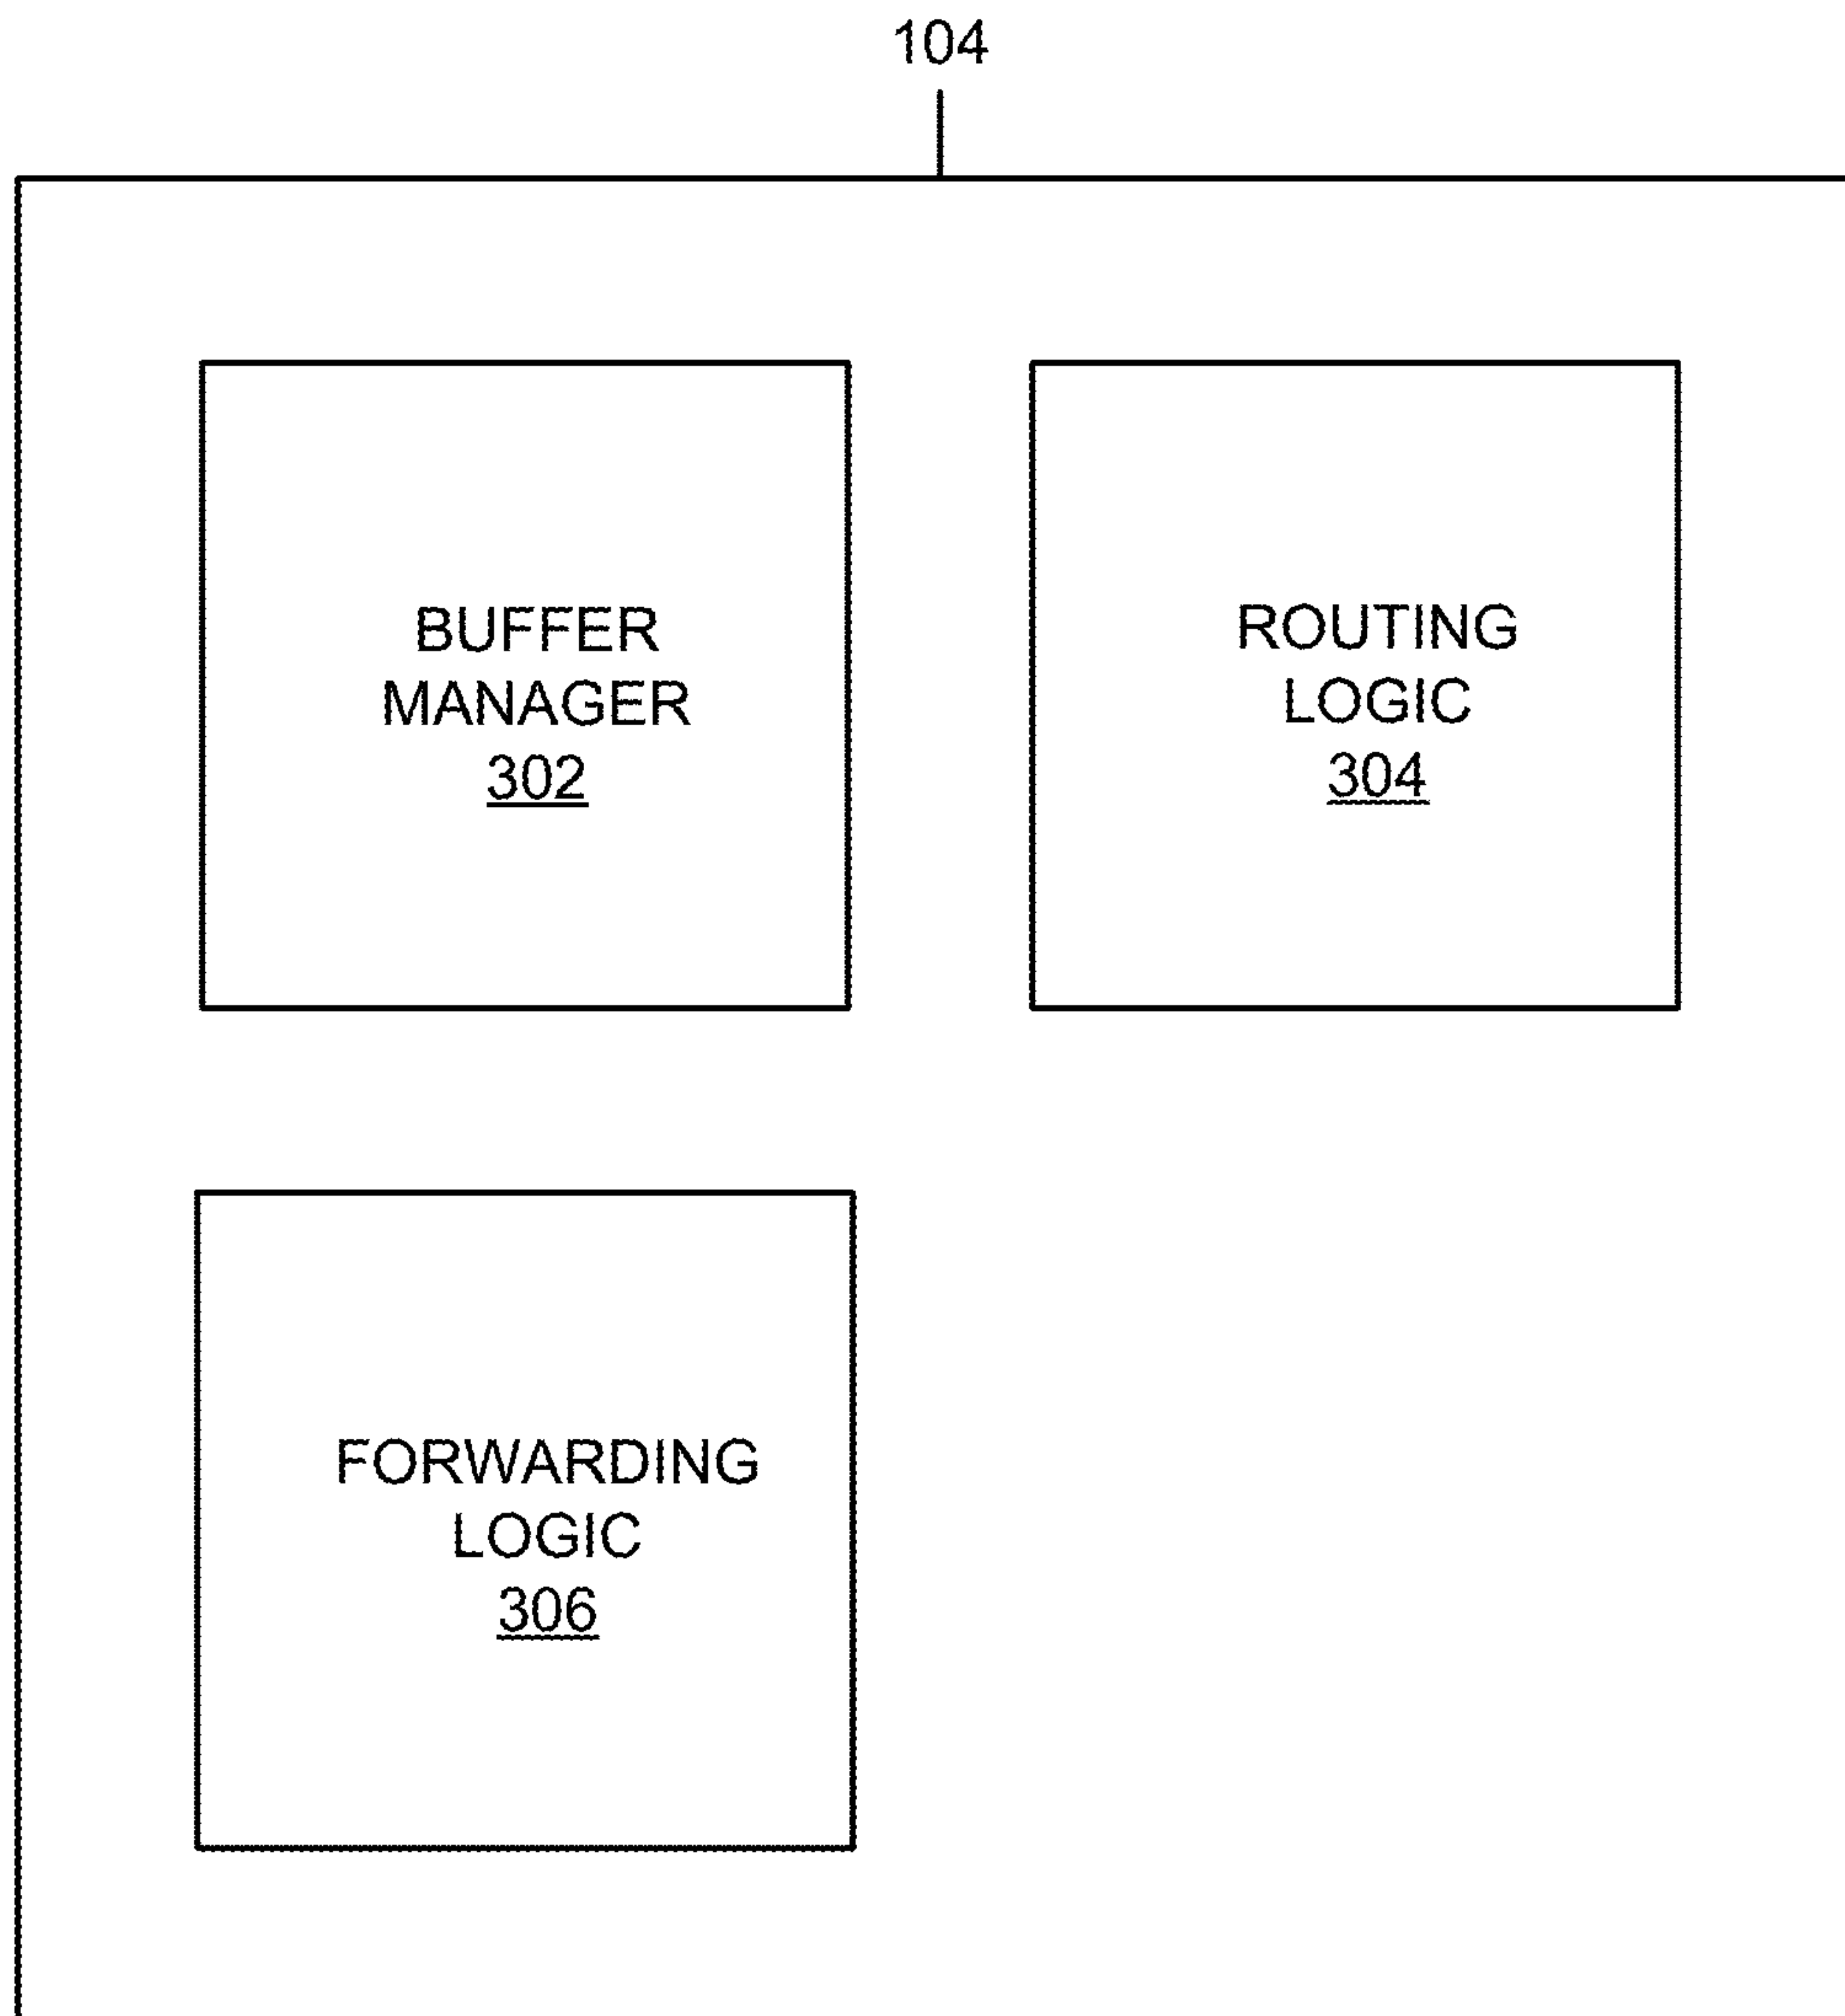 104
BUFFER
MANAGER
302
ROUTING
LOGIC
304
FORWARDING
LOGIC
306